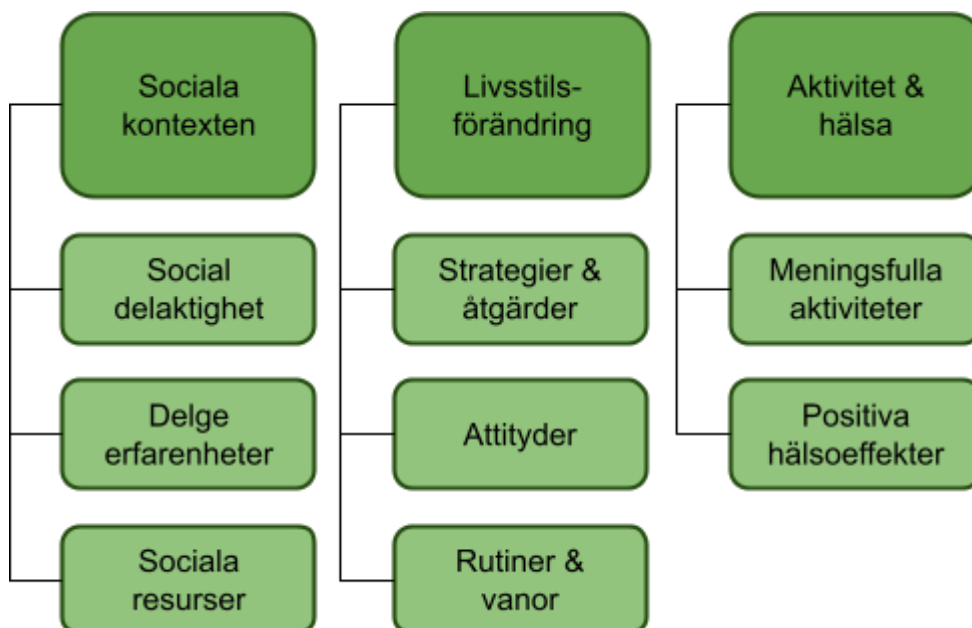 Sociala
kontexten
Livsstils-
förändring
Aktivitet &
hälsa
Social
delaktighet
Strategier &
åtgärder
Meningsfulla
aktiviteter
Delge
erfarenheter
Attityder
Positiva
hälsoeffekter
Sociala
resurser
Rutiner &
vanor